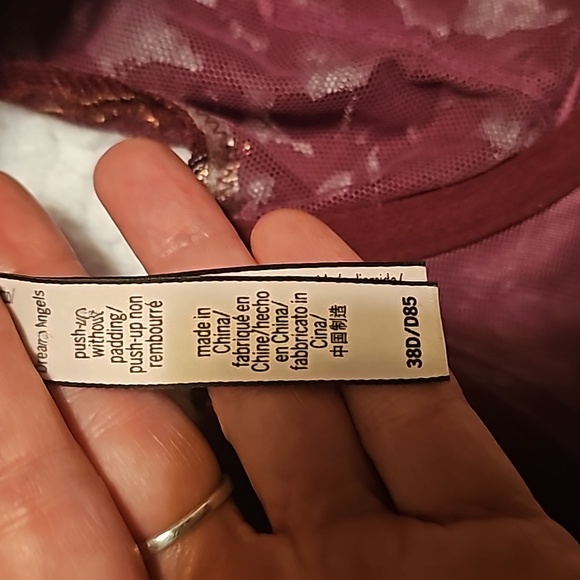 Dream Angels
push-up
without
padding/
push-up non
rembourré
made in
China/
fabriqué en
Chine/hecho
en China/
fabbricato in
Cina/
中国制造
38D/D85